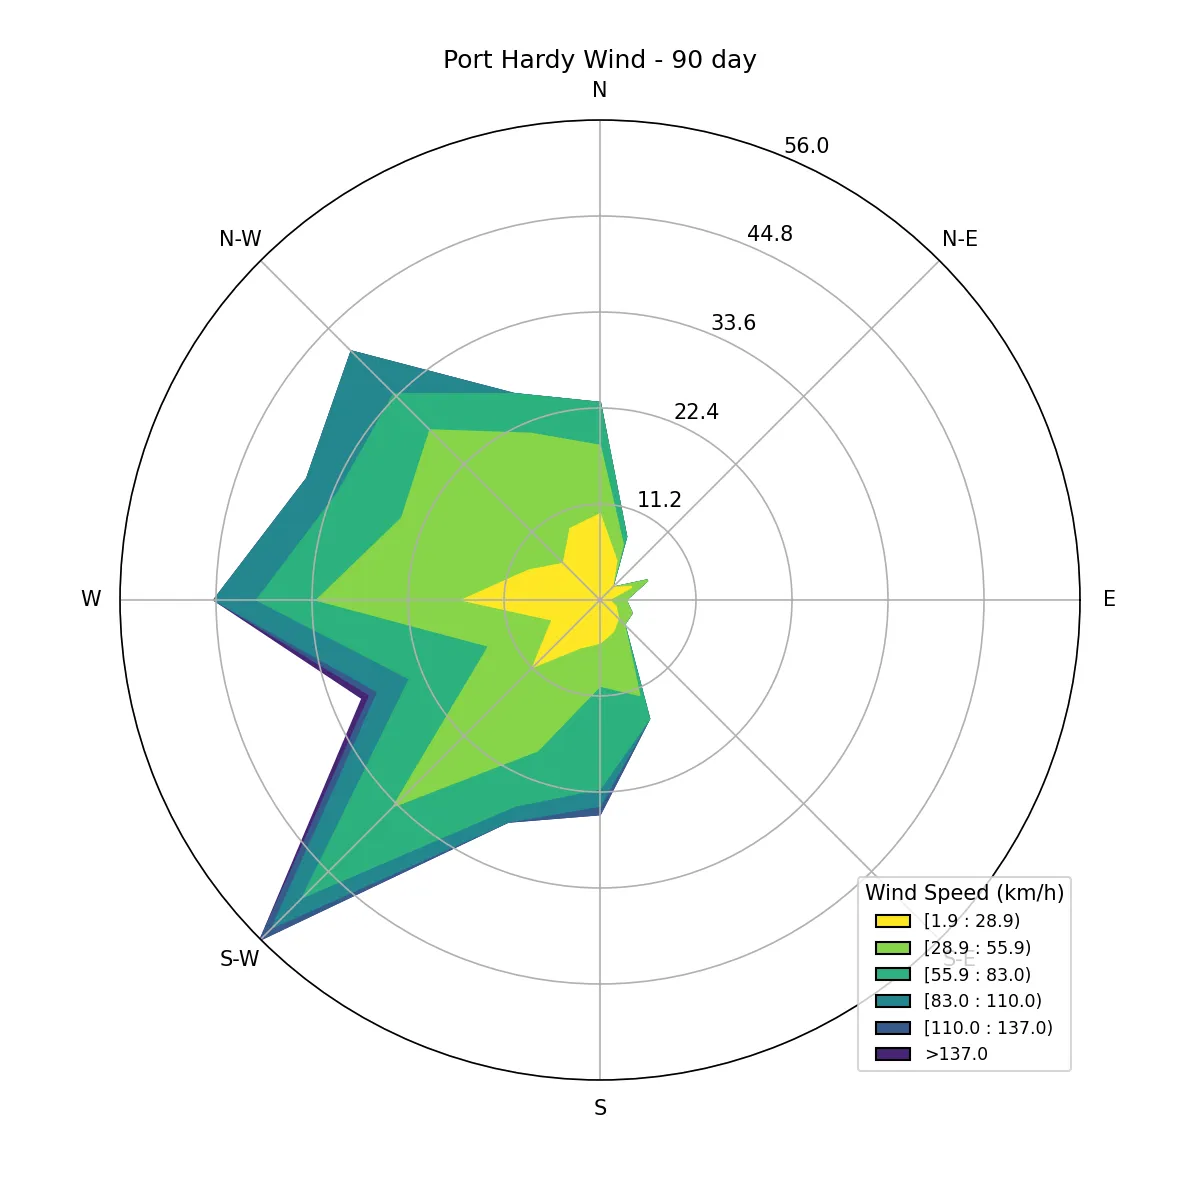 Port Hardy Wind - 90 day
N
56.0
N-W
44.8
N-E
33.6
22.4
11.2
W
E
Wind Speed (km/h)
[1.9 : 28.9)
[28.9 : 55.9)
S-W
S-E
[55.9 : 83.0)
[83.0 : 110.0)
[110.0 : 137.0)
>137.0
S